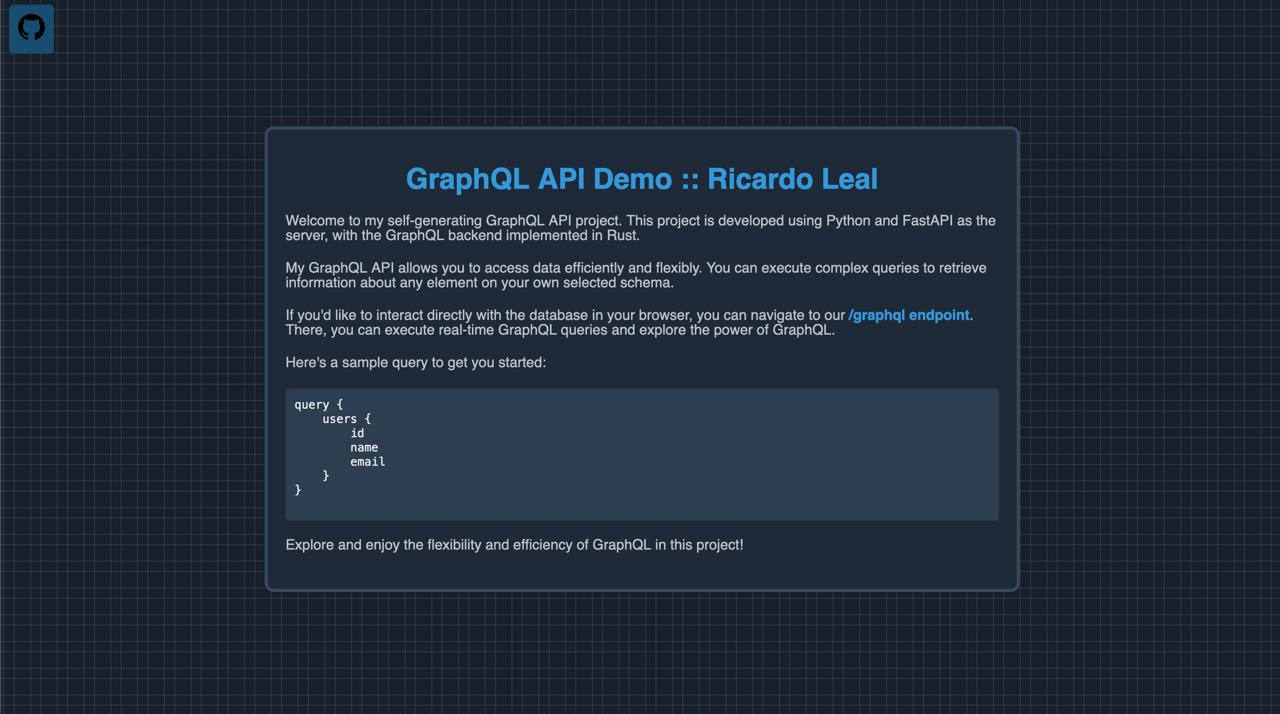 GraphQL API Demo :: Ricardo Leal
Welcome to my self-generating GraphQL API project. This project is developed using Python and FastAPI as the
server, with the GraphQL backend implemented in Rust.
My GraphQL API allows you to access data efficiently and flexibly. You can execute complex queries to retrieve
information about any element on your own selected schema.
If you'd like to interact directly with the database in your browser, you can navigate to our /graphql endpoint.
There, you can execute real-time GraphQL queries and explore the power of GraphQL.
Here's a sample query to get you started:
query {
    users {
        id
        name
        email
    }
}
Explore and enjoy the flexibility and efficiency of GraphQL in this project!